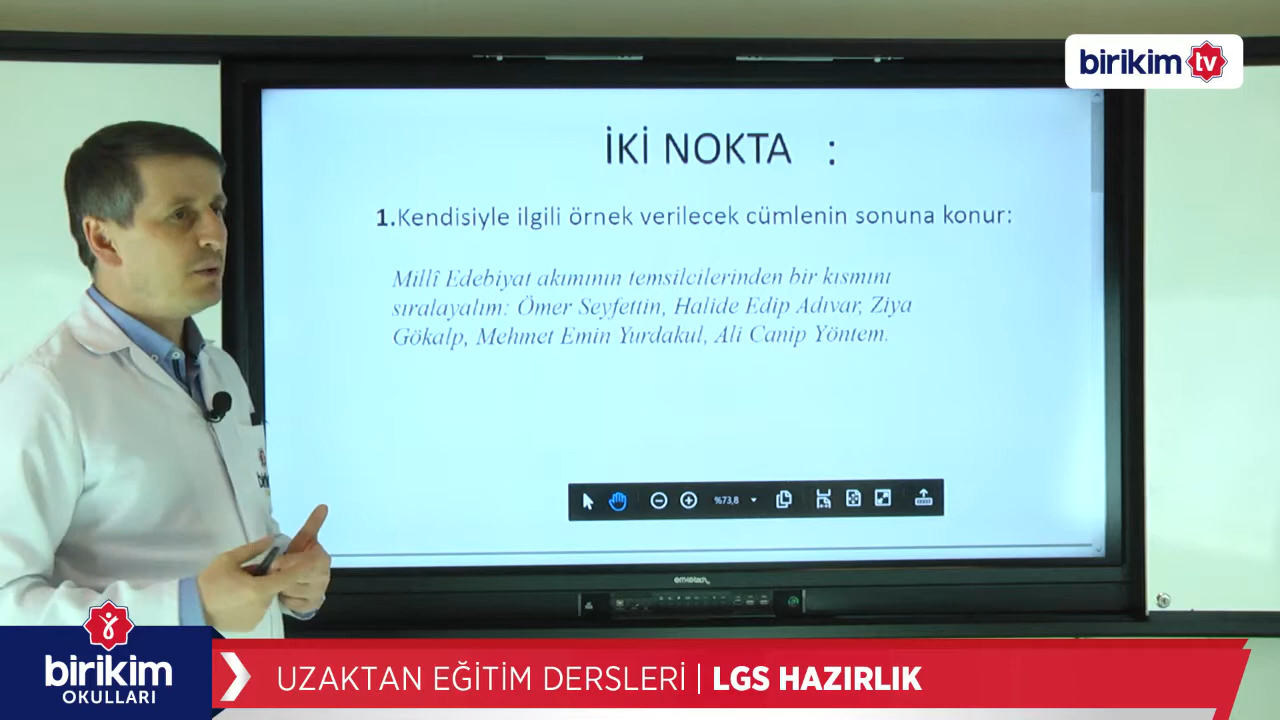 birikim tv
İKİ NOKTA :
1.Kendisiyle ilgili örnek verilecek cümlenin sonuna konur:
Millî Edebiyat akımının temsilcilerinden bir kısmını
sıralayalım: Ömer Seyfettin, Halide Edip Adıvar, Ziya
Gökalp, Mehmet Emin Yurdakul, Ali Canip Yöntem.
%73,8
birikim
OKULLARI
UZAKTAN EĞİTİM DERSLERİ | LGS HAZIRLIK